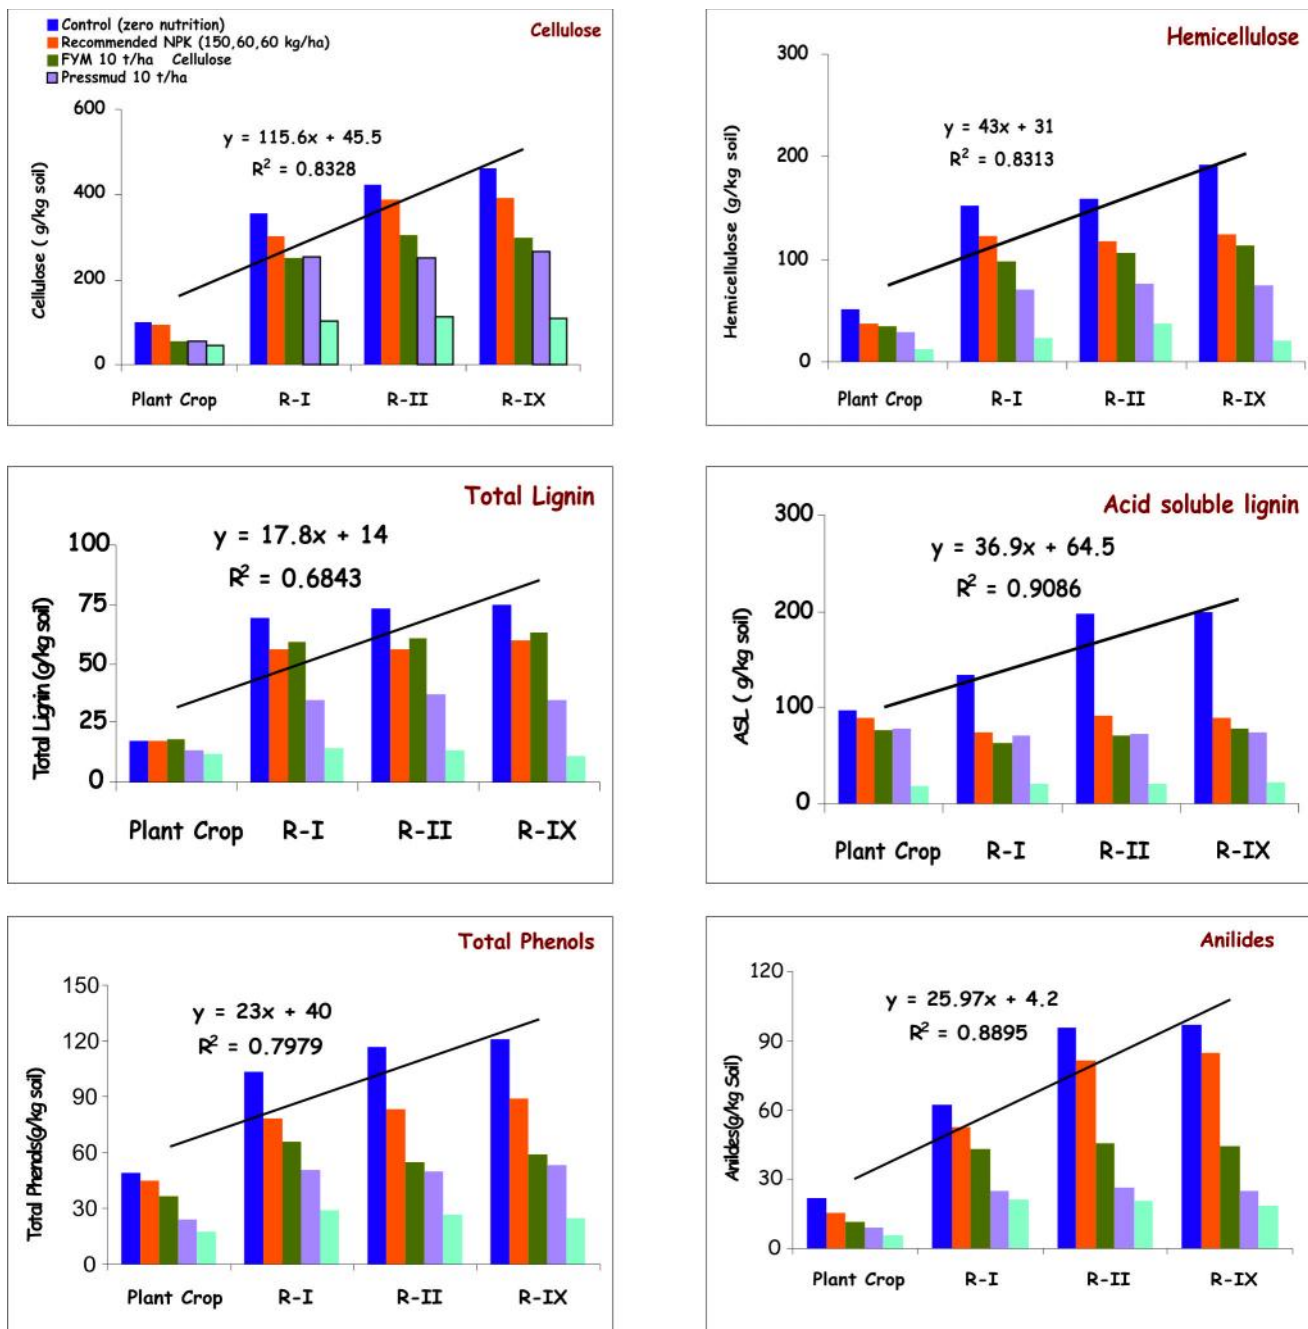 Control (zero nutrition)
Recommended NPK (150,60,60 kg/ha)
FYM 10 t/ha Cellulose
Pressmud 10 t/ha
Cellulose
Cellulose ( g/kg soil)
600
400
200
0
y = 115.6x + 45.5
R² = 0.8328
Plant Crop R-I R-II R-IX
Hemicellulose
Hemicellulose (g/kg soil)
300
200
100
0
y = 43x + 31
R² = 0.8313
Plant Crop R-I R-II R-IX
Total Lignin
Total Lignin (g/kg soil)
100
75
50
25
0
y = 17.8x + 14
R² = 0.6843
Plant Crop R-I R-II R-IX
Acid soluble lignin
ASL ( g/kg soil)
300
200
100
0
y = 36.9x + 64.5
R² = 0.9086
Plant Crop R-I R-II R-IX
Total Phenols
Total Phenols(g/kg soil)
150
120
90
60
30
0
y = 23x + 40
R² = 0.7979
Plant Crop R-I R-II R-IX
Anilides
Anildes(g/kg Soil)
120
90
60
30
0
y = 25.97x + 4.2
R² = 0.8895
Plant Crop R-I R-II R-IX